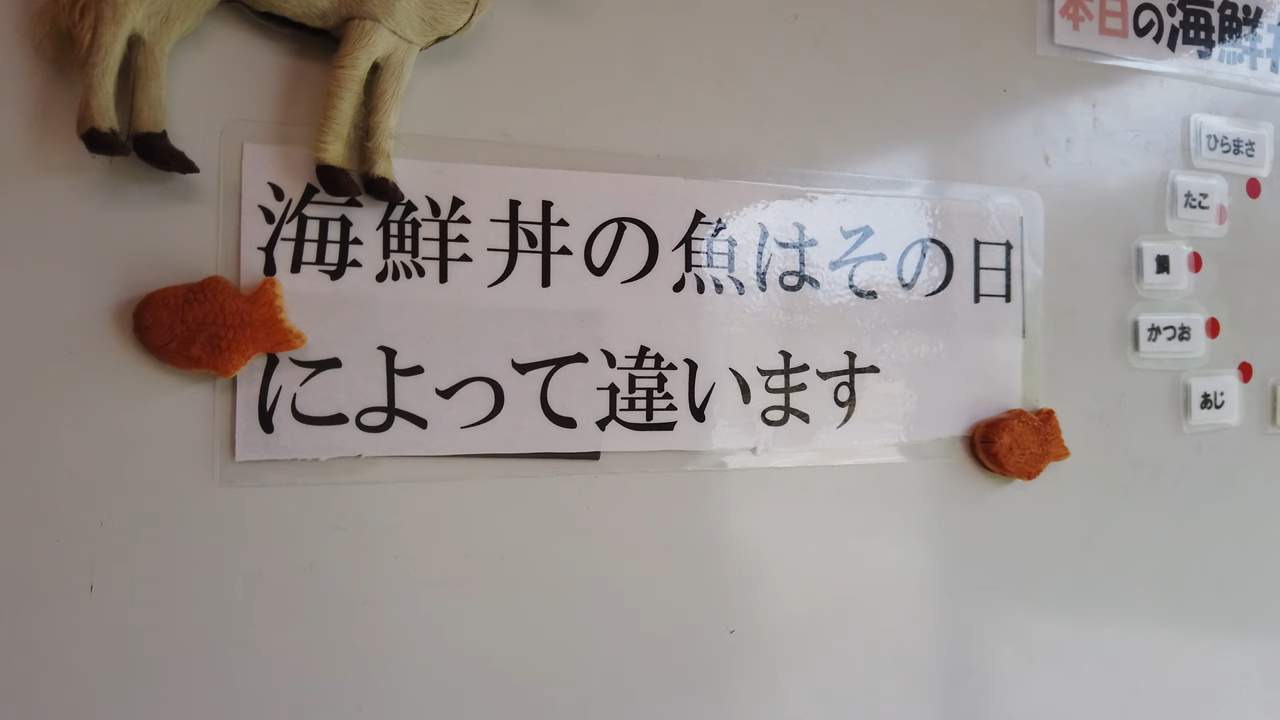 海鮮丼の魚はその日
によって違います
本日の海鮮
ひらまさ
たこ
鯛
かつお
あじ